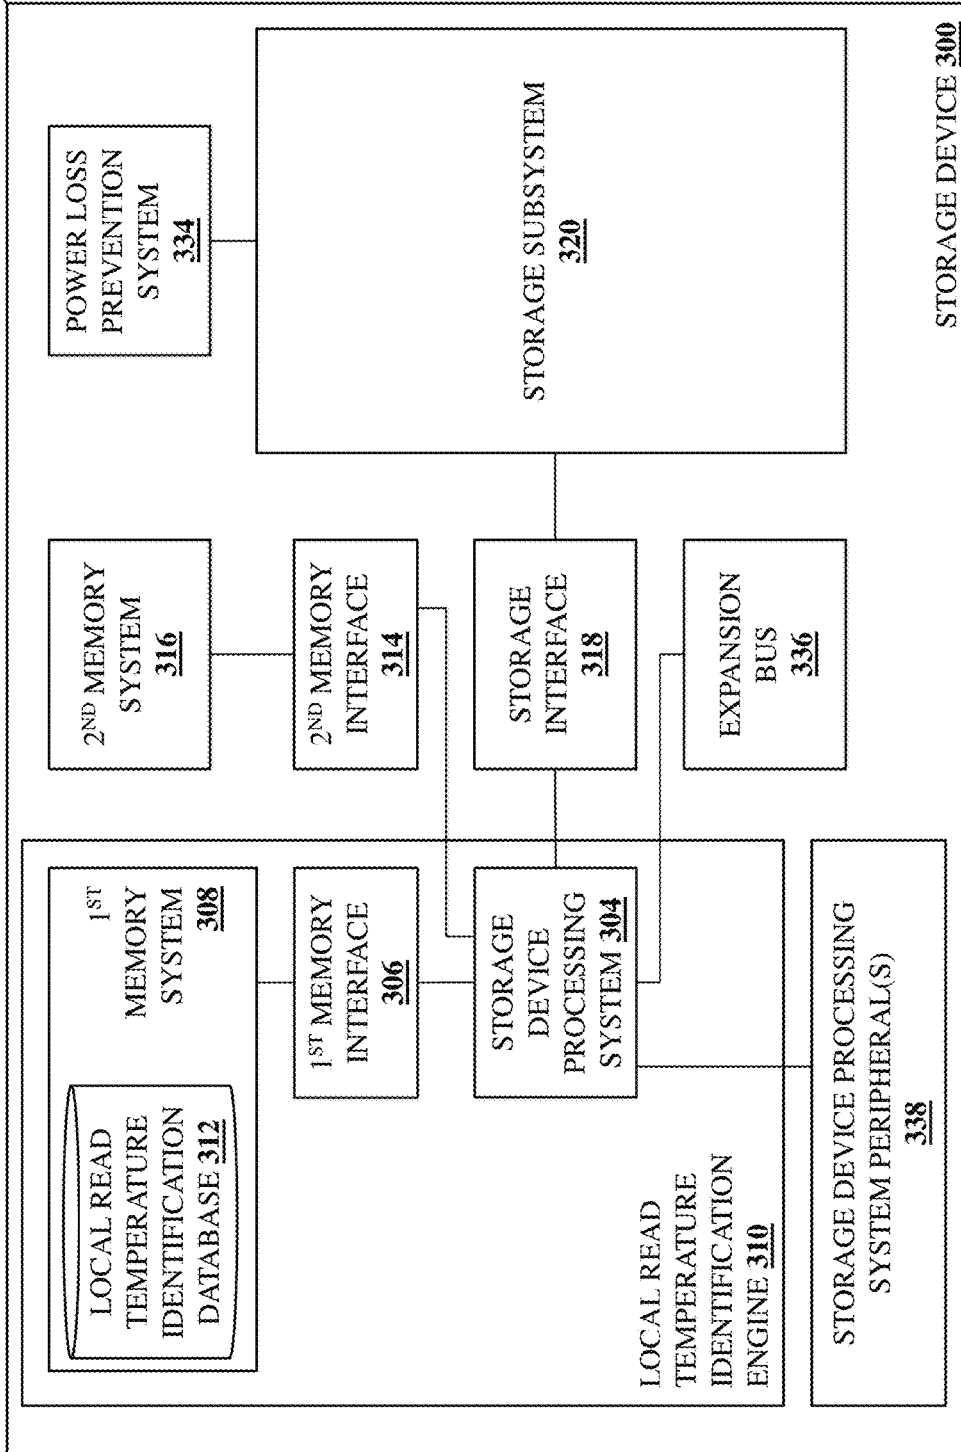 LOCAL READ
TEMPERATURE
IDENTIFICATION
DATABASE 312
1ST
MEMORY
SYSTEM
308
1ST MEMORY
INTERFACE
306
STORAGE
DEVICE
PROCESSING
SYSTEM 304
LOCAL READ
TEMPERATURE
IDENTIFICATION
ENGINE 310
STORAGE DEVICE PROCESSING
SYSTEM PERIPHERAL(S)
338
2ND MEMORY
SYSTEM
316
2ND MEMORY
INTERFACE
314
STORAGE
INTERFACE
318
EXPANSION
BUS
336
POWER LOSS
PREVENTION
SYSTEM
334
STORAGE SUBSYSTEM
320
STORAGE DEVICE 300